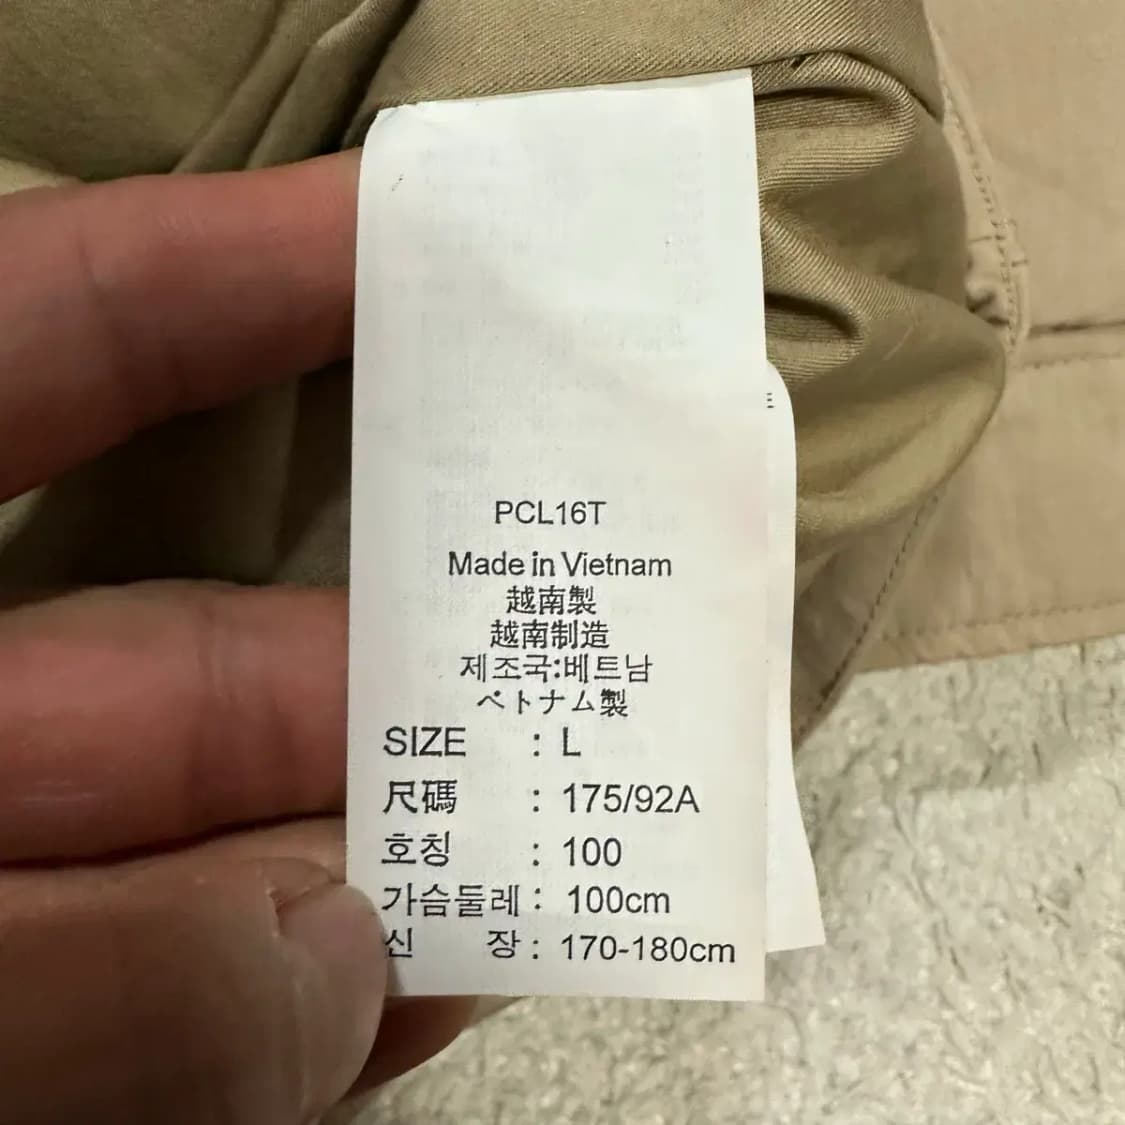 PCL16T
Made in Vietnam
越南製
越南制造
제조국:베트남
ベトナム製
SIZE : L
尺碼 : 175/92A
호칭 : 100
가슴둘레 : 100cm
신 장 : 170-180cm